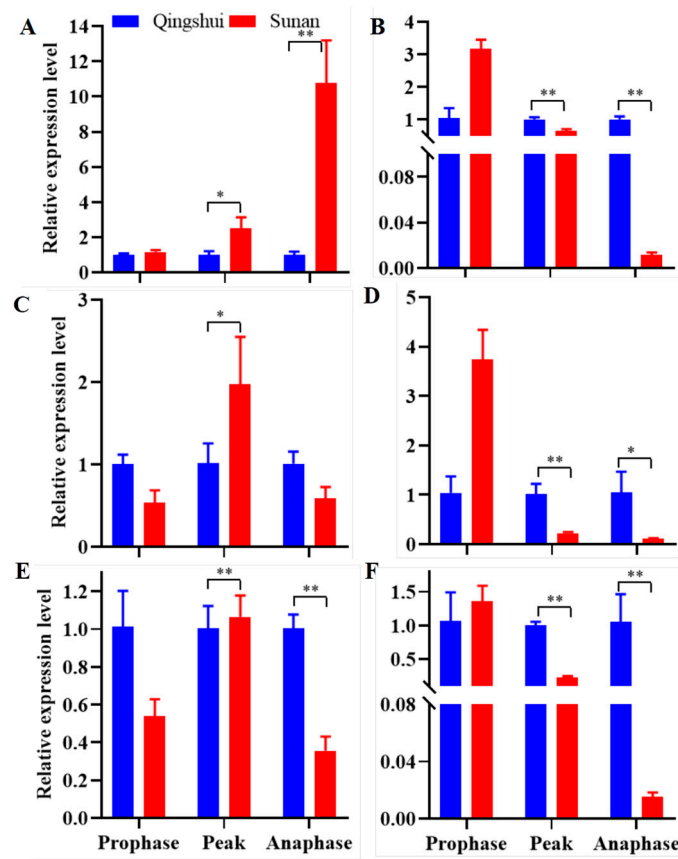 A
Qingshui
Sunan
B
Relative expression level
14
12
10
8
6
4
2
0
*
**
4
3
2
1
0.08
0.04
0.00
**
**
C
Relative expression level
3
2
1
0
*
D
5
4
3
2
1
0
**
*
E
Relative expression level
1.2
1.0
0.8
0.6
0.4
0.2
0.0
**
**
Prophase
Peak
Anaphase
F
1.5
1.0
0.5
0.08
0.04
0.00
**
**
Prophase
Peak
Anaphase